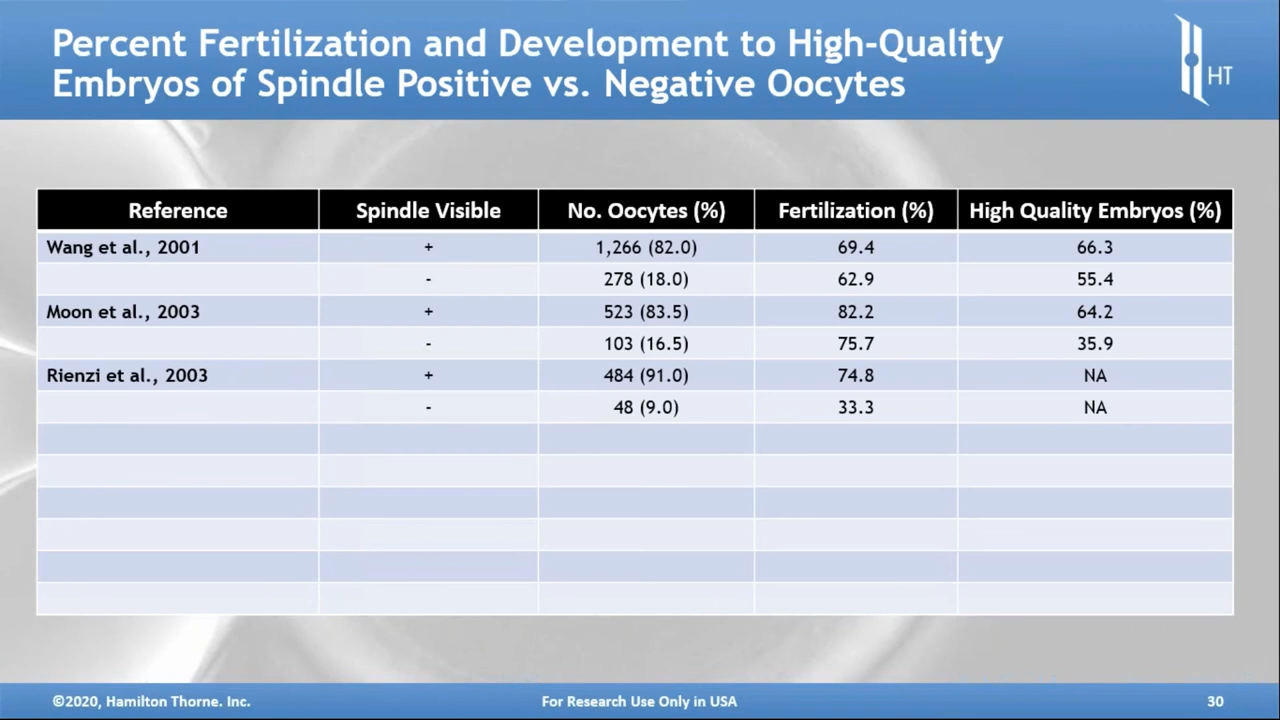 Percent Fertilization and Development to High-Quality
Embryos of Spindle Positive vs. Negative Oocytes
HT
Reference Spindle Visible No. Oocytes (%) Fertilization (%) High Quality Embryos (%)
Wang et al., 2001 + 1,266 (82.0) 69.4 66.3
- 278 (18.0) 62.9 55.4
Moon et al., 2003 + 523 (83.5) 82.2 64.2
- 103 (16.5) 75.7 35.9
Rienzi et al., 2003 + 484 (91.0) 74.8 NA
- 48 (9.0) 33.3 NA
©2020, Hamilton Thorne. Inc. For Research Use Only in USA 30